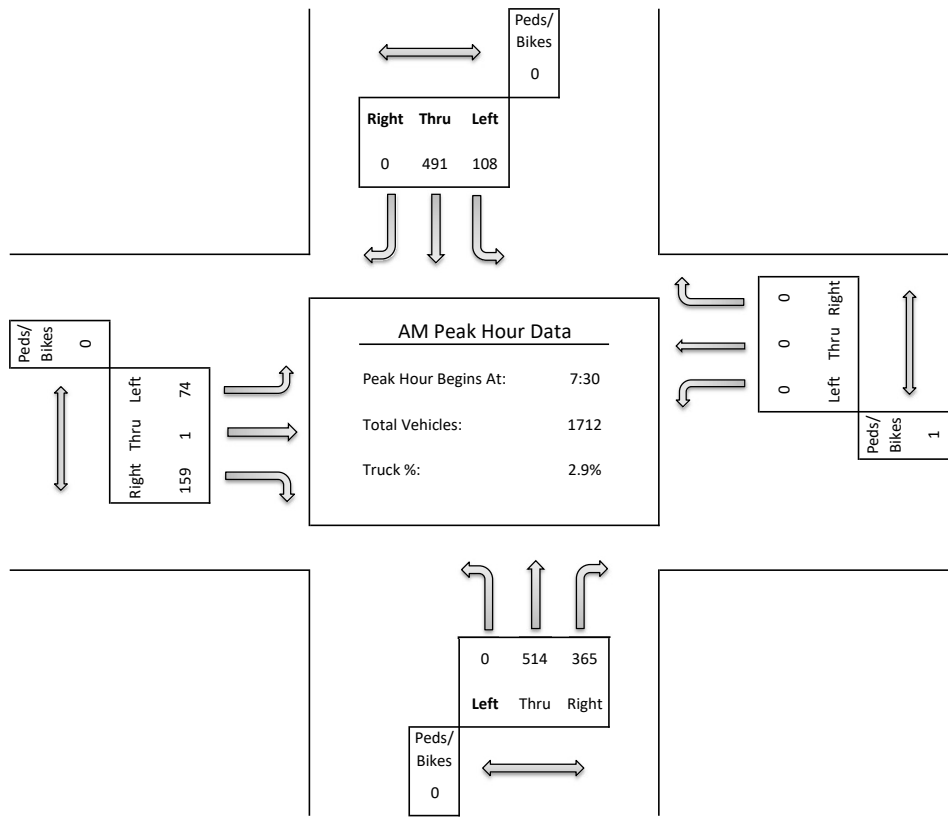 Peds/
Bikes
0
Right Thru Left
0 491 108
AM Peak Hour Data
Peak Hour Begins At: 7:30
Total Vehicles: 1712
Truck %: 2.9%
Peds/
Bikes
0
Left
74
Thru
1
Right
159
0
Right
0
Thru
0
Left
Peds/
Bikes
1
0 514 365
Left Thru Right
Peds/
Bikes
0